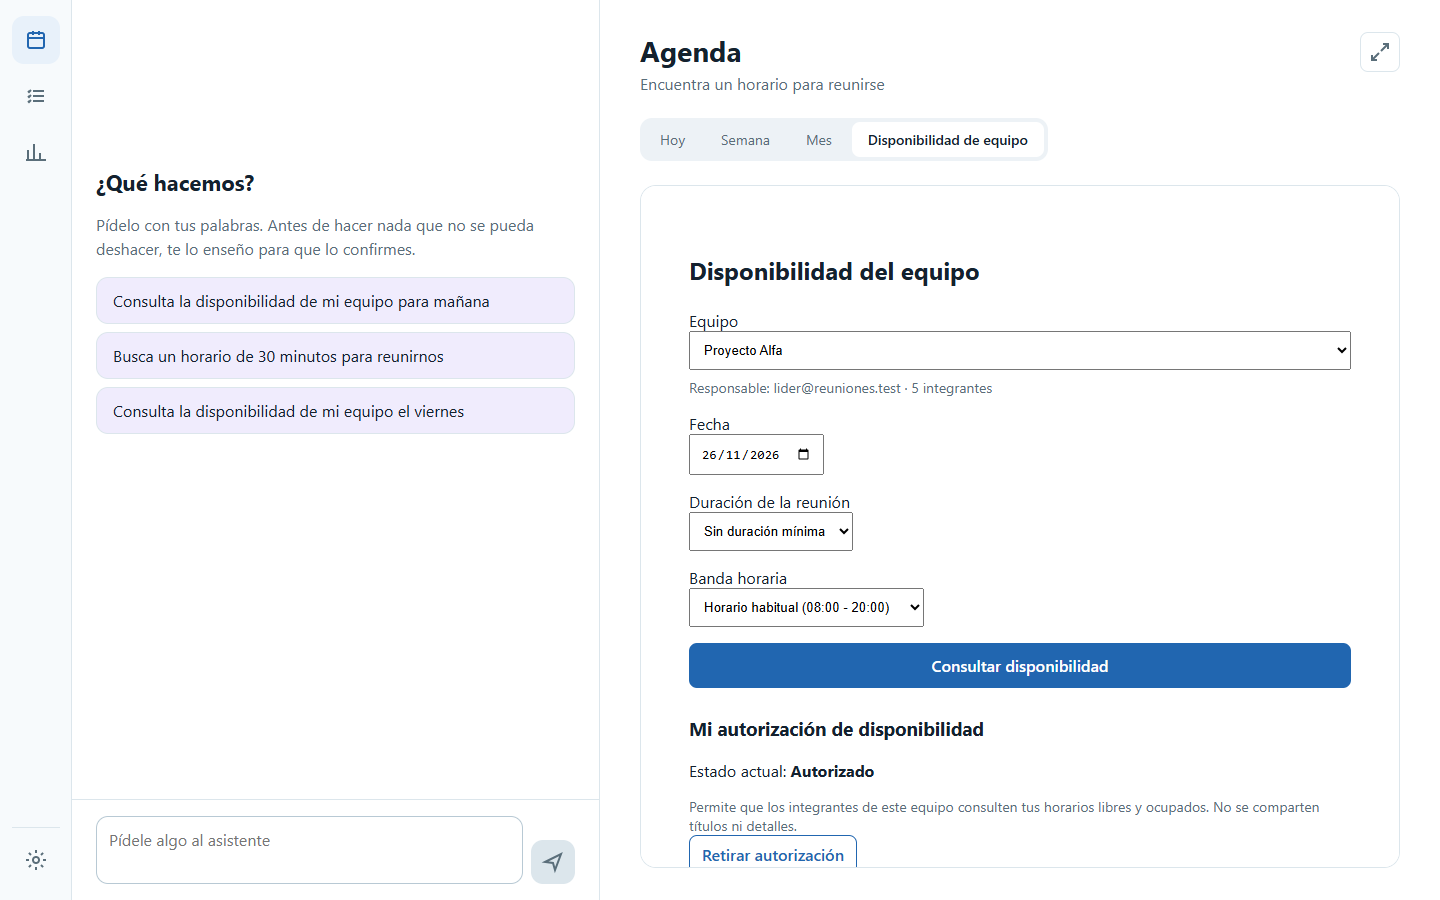 ¿Qué hacemos?
Pídelo con tus palabras. Antes de hacer nada que no se pueda
deshacer, te lo enseño para que lo confirmes.
Consulta la disponibilidad de mi equipo para mañana
Busca un horario de 30 minutos para reunirnos
Consulta la disponibilidad de mi equipo el viernes
Pídele algo al asistente
Agenda
Encuentra un horario para reunirse
Hoy
Semana
Mes
Disponibilidad de equipo
Disponibilidad del equipo
Equipo
Proyecto Alfa
Responsable: lider@reuniones.test · 5 integrantes
Fecha
26/11/2026
Duración de la reunión
Sin duración mínima
Banda horaria
Horario habitual (08:00 - 20:00)
Consultar disponibilidad
Mi autorización de disponibilidad
Estado actual: Autorizado
Permite que los integrantes de este equipo consulten tus horarios libres y ocupados. No se comparten
títulos ni detalles.
Retirar autorización